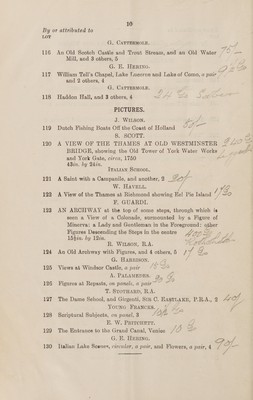 10
By or attributed to
LOT
G. CATTERMOLE.
116 An Old Scotch Castle and Trout Stream, and an Old Water
Mill, and 3 others, 5
G. E. HERING.
117 William Tell's Chapel, Lake Lucerne and Lake of Como, a pair
and 2 others, 4
G. CATTERMOLE.
118 Haddon Hall, and 3 others, 4
PICTURES.
J. WILSON.
119 Dutch Fishing Boats Off the Coast of Holland
S. SCOTT.
120 A VIEW OF THE THAMES AT OLD WESTMINSTER
BRIDGE, showing the Old Tower of York Water Works
and York Gate, circa, 1750
43in. by 24in.
ITALIAN SCHOOL.
121 A Saint with a Campanile, and another, 2
W. HAVELL.
122 A View of the Thames at Richmond showing Eel Pie Island
F. GUARDI.
123 AN ARCHWAY at the top of some steps, through which is
seen a View of a Colonade, surmounted by a Figure of
Minerva: a Lady and Gentleman in the Foreground: other
Figures Descending the Steps in the centre
15½in. by 12in.
R. WILSON, R.A.
124 An Old Archway with Figures, and 4 others, 5
G. HARRISON.
125 Views at Windsor Castle, a pair
A. PALAMEDES.
126 Figures at Repasts, on panels, a pair
T. STOTHARD, R.A.
127 The Dame School, and Girgenti, SIR C. EASTLAKE, P.R.A., 2
YOUNG FRANCKS.
128 Scriptural Subjects, on panel, 3
E. W. PRITCHETT.
129 The Entrance to the Grand Canal, Venice
G. E. HERING.
130 Italian Lake Scenes, circular, a pair, and Flowers, a pair, 4